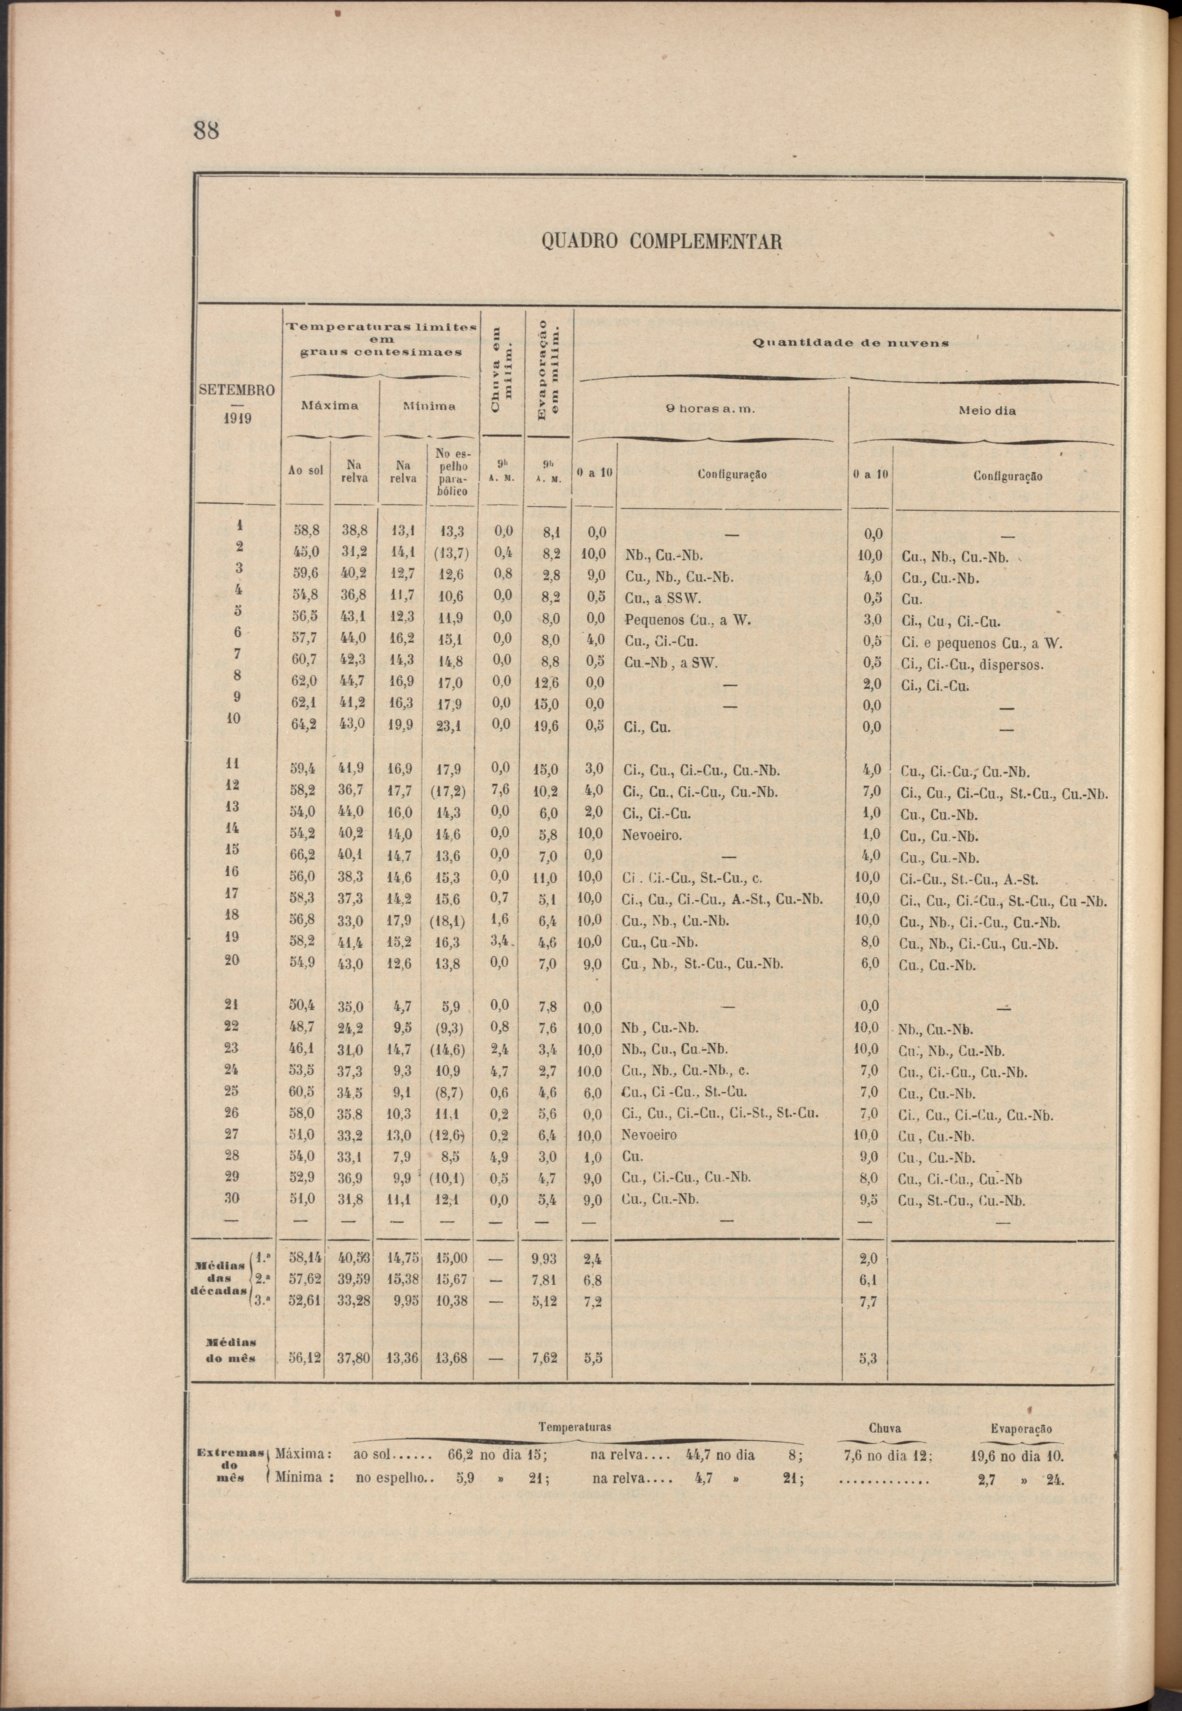 88
QUADRO COMPLEMENTAR
SETEMBRO
—
1919
Temperaturas limites
em
graus centesimaes
Chuva em
milím.
Evaporação
em milím.
Quantidade de nuvens
Máxima Mínima 9 horas a. m. Meio dia
Ao sol Na relva Na relva No espelho parabólico 9h A. M. 9h A. M. 0 a 10 Configuração 0 a 10 Configuração
1 58,8 38,8 13,1 13,3 0,0 8,1 0,0 — 0,0 —
2 45,0 31,2 14,1 (13,7) 0,4 8,2 10,0 Nb., Cu.-Nb. 10,0 Cu., Nb., Cu.-Nb.
3 59,6 40,2 12,7 12,6 0,8 2,8 9,0 Cu., Nb., Cu.-Nb. 4,0 Cu., Cu.-Nb.
4 54,8 36,8 11,7 10,6 0,0 8,2 0,5 Cu., a SSW. 0,5 Cu.
5 56,5 43,1 12,3 11,9 0,0 8,0 0,0 Pequenos Cu., a W. 3,0 Ci., Cu., Ci.-Cu.
6 57,7 44,0 16,2 15,1 0,0 8,0 4,0 Cu., Ci.-Cu. 0,5 Ci. e pequenos Cu., a W.
7 60,7 42,3 14,3 14,8 0,0 8,8 0,5 Cu.-Nb., a SW. 0,5 Ci., Ci.-Cu., dispersos.
8 62,0 44,7 16,9 17,0 0,0 12,6 0,0 — 2,0 Ci., Ci.-Cu.
9 62,1 41,2 16,3 17,9 0,0 15,0 0,0 — 0,0 —
10 64,2 43,0 19,9 23,1 0,0 19,6 0,5 Ci., Cu. 0,0 —
11 59,4 41,9 16,9 17,9 0,0 15,0 3,0 Ci., Cu., Ci.-Cu., Cu.-Nb. 4,0 Cu., Ci.-Cu., Cu.-Nb.
12 58,2 36,7 17,7 (17,2) 7,6 10,2 4,0 Ci., Cu., Ci.-Cu., Cu.-Nb. 7,0 Ci., Cu., Ci.-Cu., St.-Cu., Cu.-Nb.
13 54,0 44,0 16,0 14,3 0,0 6,0 2,0 Ci., Ci.-Cu. 1,0 Cu., Cu.-Nb.
14 54,2 40,2 14,0 14,6 0,0 5,8 10,0 Nevoeiro. 1,0 Cu., Cu.-Nb.
15 66,2 40,1 14,7 13,6 0,0 7,0 0,0 — 4,0 Cu., Cu.-Nb.
16 56,0 38,3 14,6 15,3 0,0 11,0 10,0 Ci., Ci.-Cu., St.-Cu., c. 10,0 Ci.-Cu., St.-Cu., A.-St.
17 58,3 37,3 14,2 15,6 0,7 5,1 10,0 Ci., Cu., Ci.-Cu., A.-St., Cu.-Nb. 10,0 Ci., Cu., Ci.-Cu., St.-Cu., Cu.-Nb.
18 56,8 33,0 17,9 (18,1) 1,6 6,4 10,0 Cu., Nb., Cu.-Nb. 10,0 Cu., Nb., Ci.-Cu., Cu.-Nb.
19 58,2 41,4 15,2 16,3 3,4 4,6 10,0 Cu., Cu.-Nb. 8,0 Cu., Nb., Ci.-Cu., Cu.-Nb.
20 54,9 43,0 12,6 13,8 0,0 7,0 9,0 Cu., Nb., St.-Cu., Cu.-Nb. 6,0 Cu., Cu.-Nb.
21 50,4 35,0 4,7 5,9 0,0 7,8 0,0 — 0,0 —
22 48,7 24,2 9,5 (9,3) 0,8 7,6 10,0 Nb., Cu.-Nb. 10,0 Nb., Cu.-Nb.
23 46,1 31,0 14,7 (14,6) 2,4 3,4 10,0 Nb., Cu., Cu.-Nb. 10,0 Cu., Nb., Cu.-Nb.
24 53,5 37,3 9,3 10,9 4,7 2,7 10,0 Cu., Nb., Cu.-Nb., c. 7,0 Cu., Ci.-Cu., Cu.-Nb.
25 60,5 34,5 9,1 (8,7) 0,6 4,6 6,0 Cu., Ci.-Cu., St.-Cu. 7,0 Cu., Cu.-Nb.
26 58,0 35,8 10,3 11,1 0,2 5,6 0,0 Ci., Cu., Ci.-Cu., Ci.-St., St.-Cu. 7,0 Ci., Cu., Ci.-Cu., Cu.-Nb.
27 51,0 33,2 13,0 (12,6) 0,2 6,4 10,0 Nevoeiro 10,0 Cu., Cu.-Nb.
28 54,0 33,1 7,9 8,5 4,9 3,0 1,0 Cu. 9,0 Cu., Cu.-Nb.
29 52,9 36,9 9,9 (10,1) 0,5 4,7 9,0 Cu., Ci.-Cu., Cu.-Nb. 8,0 Cu., Ci.-Cu., Cu.-Nb
30 51,0 31,8 11,1 12,1 0,0 5,4 9,0 Cu., Cu.-Nb. 9,5 Cu., St.-Cu., Cu.-Nb.
— — — — — — — — — — —
Médias das décadas
1.ª 58,14 40,53 14,75 15,00 — 9,93 2,4 2,0
2.ª 57,62 39,59 15,38 15,67 — 7,81 6,8 6,1
3.ª 52,61 33,28 9,95 10,38 — 5,12 7,2 7,7
Médias
do mês 56,12 37,80 13,36 13,68 — 7,62 5,5 5,3
Temperaturas Chuva Evaporação
Extremas do mês
Máxima: ao sol...... 66,2 no dia 15; na relva.... 44,7 no dia 8; 7,6 no dia 12; 19,6 no dia 10.
Mínima : no espelho.. 5,9 » 21; na relva.... 4,7 » 21; ............. 2,7 » 24.